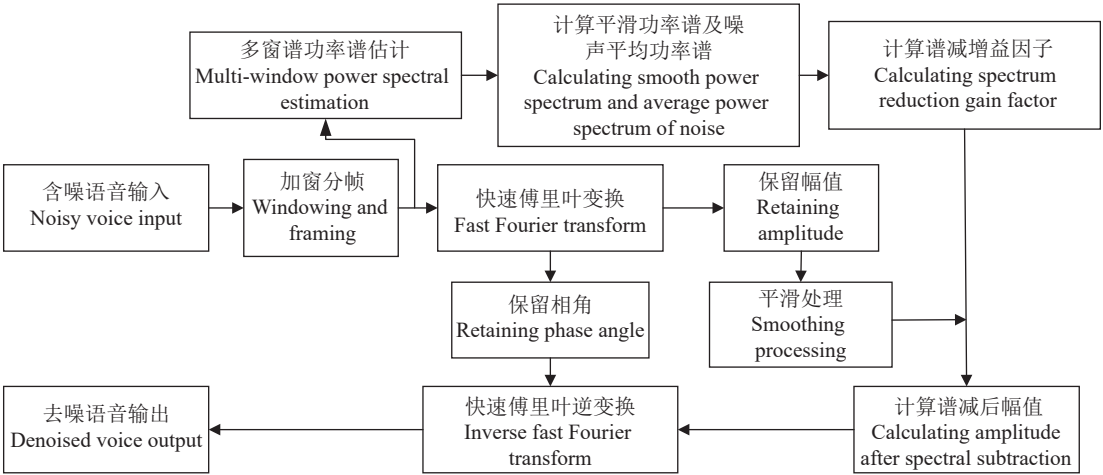 多窗谱功率谱估计
Multi-window power spectral
estimation
计算平滑功率谱及噪
声平均功率谱
Calculating smooth power
spectrum and average power
spectrum of noise
计算谱减增益因子
Calculating spectrum
reduction gain factor
含噪语音输入
Noisy voice input
加窗分帧
Windowing and
framing
快速傅里叶变换
Fast Fourier transform
保留幅值
Retaining
amplitude
保留相角
Retaining phase angle
平滑处理
Smoothing
processing
去噪语音输出
Denoised voice output
快速傅里叶逆变换
Inverse fast Fourier
transform
计算谱减后幅值
Calculating amplitude
after spectral subtraction